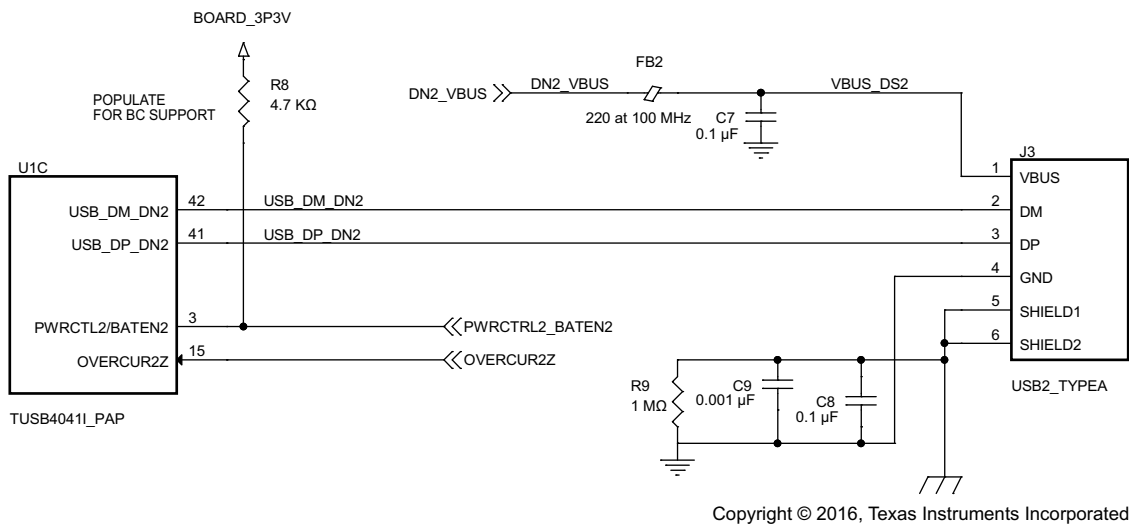 BOARD_3P3V
FB2
R8
4.7 KΩ
DN2_VBUS
DN2_VBUS
VBUS_DS2
POPULATE
FOR BC SUPPORT
220 at 100 MHz
C7
0.1 µF
U1C
J3
1
VBUS
USB_DM_DN2
42
USB_DM_DN2
2
DM
USB_DP_DN2
41
USB_DP_DN2
3
DP
4
GND
5
SHIELD1
PWRCTL2/BATEN2
3
PWRCTRL2_BATEN2
6
SHIELD2
OVERCUR2Z
15
OVERCUR2Z
R9
1 MΩ
C9
0.001 µF
C8
0.1 µF
USB2_TYPEA
TUSB4041I_PAP
Copyright © 2016, Texas Instruments Incorporated